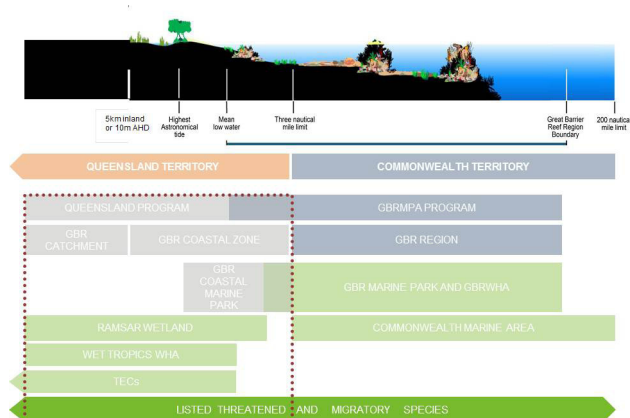 5km inland
or 10m AHD
Highest
Astronomical
tide
Mean
low water
Three nautical
mile limit
Great Barrier
Reef Region
Boundary
200 nautical
mile limit
QUEENSLAND TERRITORY
COMMONWEALTH TERRITORY
QUEENSLAND PROGRAM
GBRMPA PROGRAM
GBR
CATCHMENT
GBR COASTAL ZONE
GBR REGION
GBR
COASTAL
MARINE
PARK
GBR MARINE PARK AND GBRWHA
RAMSAR WETLAND
COMMONWEALTH MARINE AREA
WET TROPICS WHA
TECs
LISTED THREATENED AND MIGRATORY SPECIES